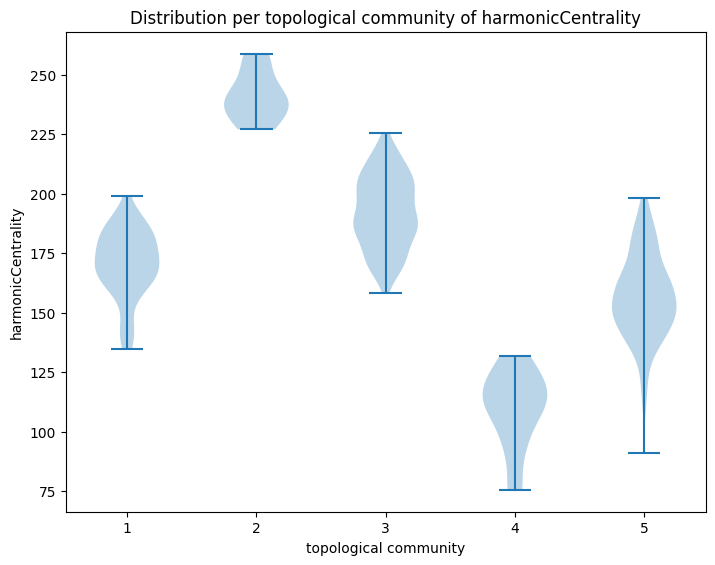 Distribution per topological community of harmonicCentrality
harmonicCentrality
250
225
200
175
150
125
100
75
1 2 3 4 5
topological community